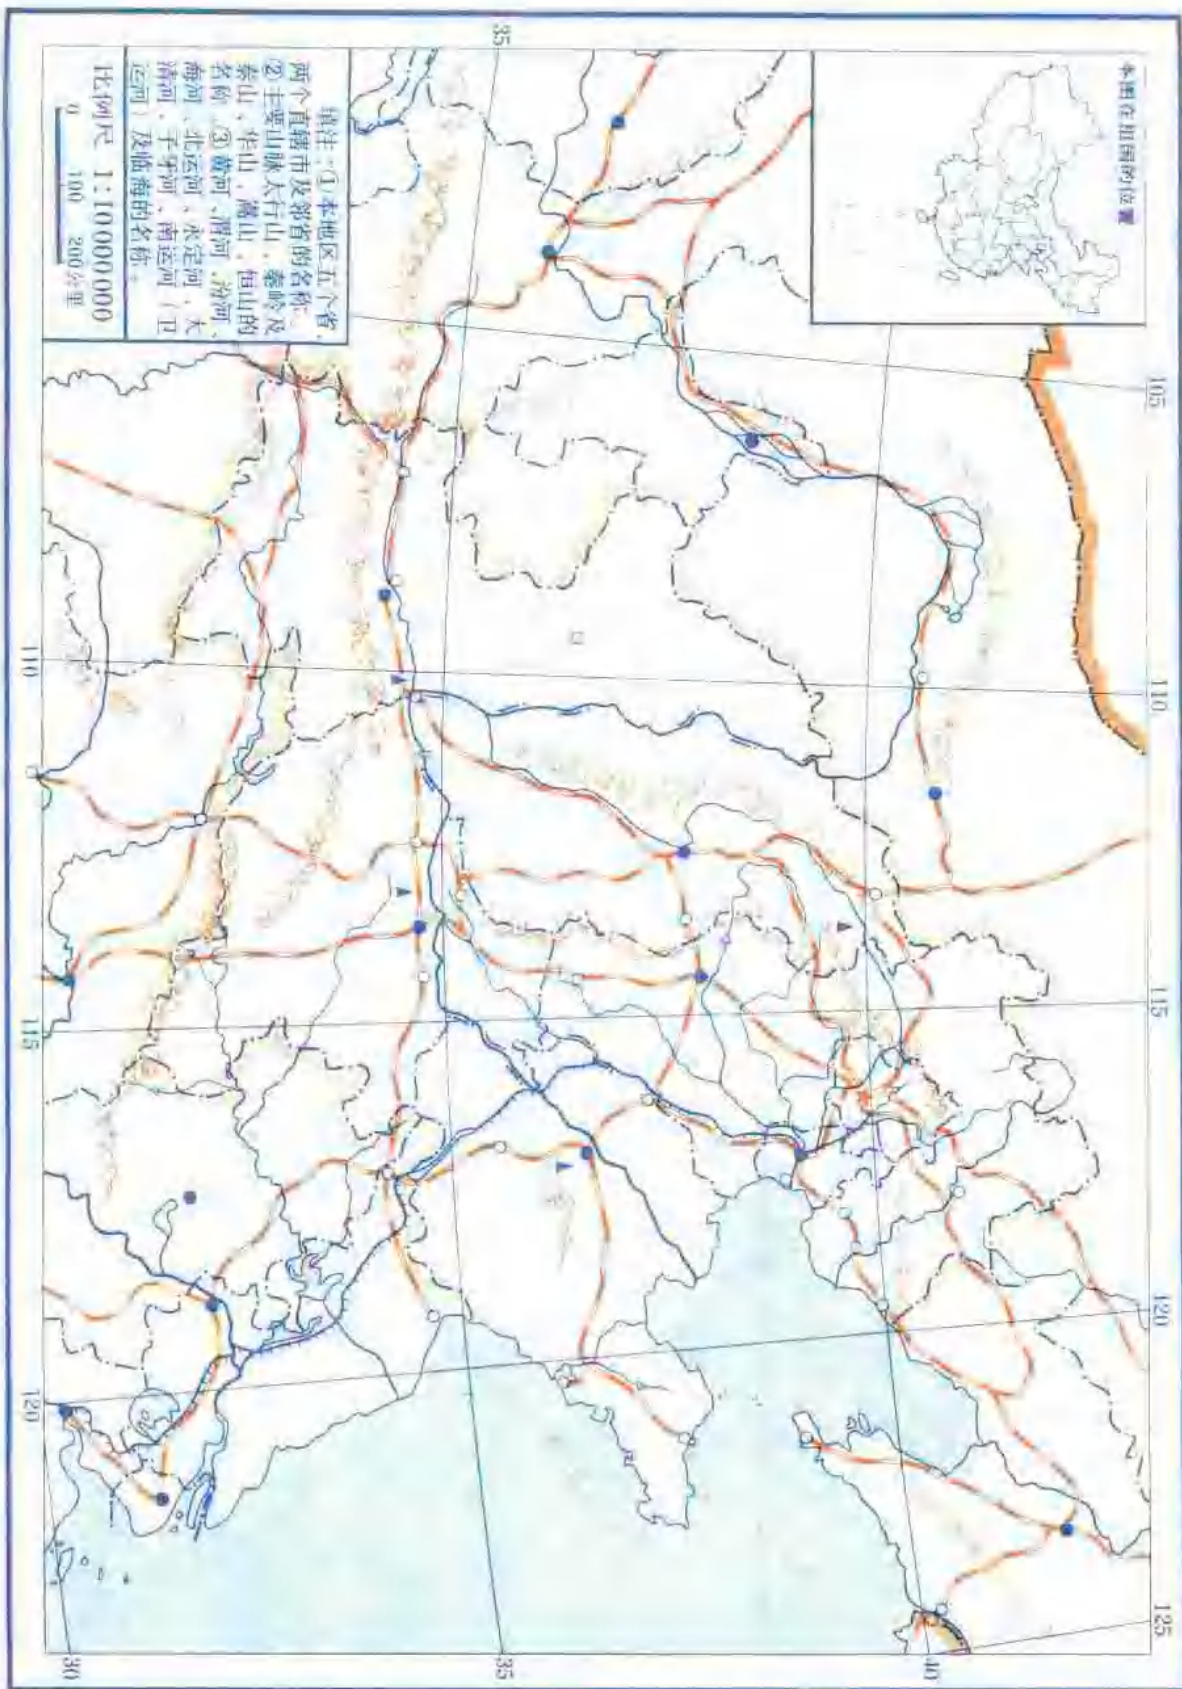 本图在祖国的位置
105
110
115
120
125
35
40
35
30
填注:①本地区五个省、
两个直辖市及邻省的名称。
②主要山脉太行山、秦岭及
泰山、华山、嵩山、恒山的
名称。③黄河、渭河、汾河、
海河、北运河、永定河、大
清河、子牙河、南运河(卫
运河)及临海的名称。
比例尺 1:10000000
0 100 200公里
110
115
120